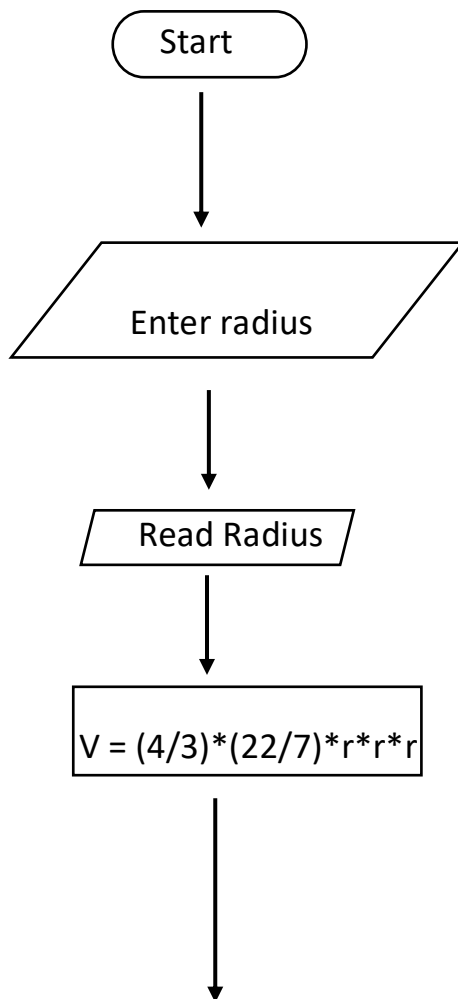 Start
Enter radius
Read Radius
V = (4/3)*(22/7)*r*r*r